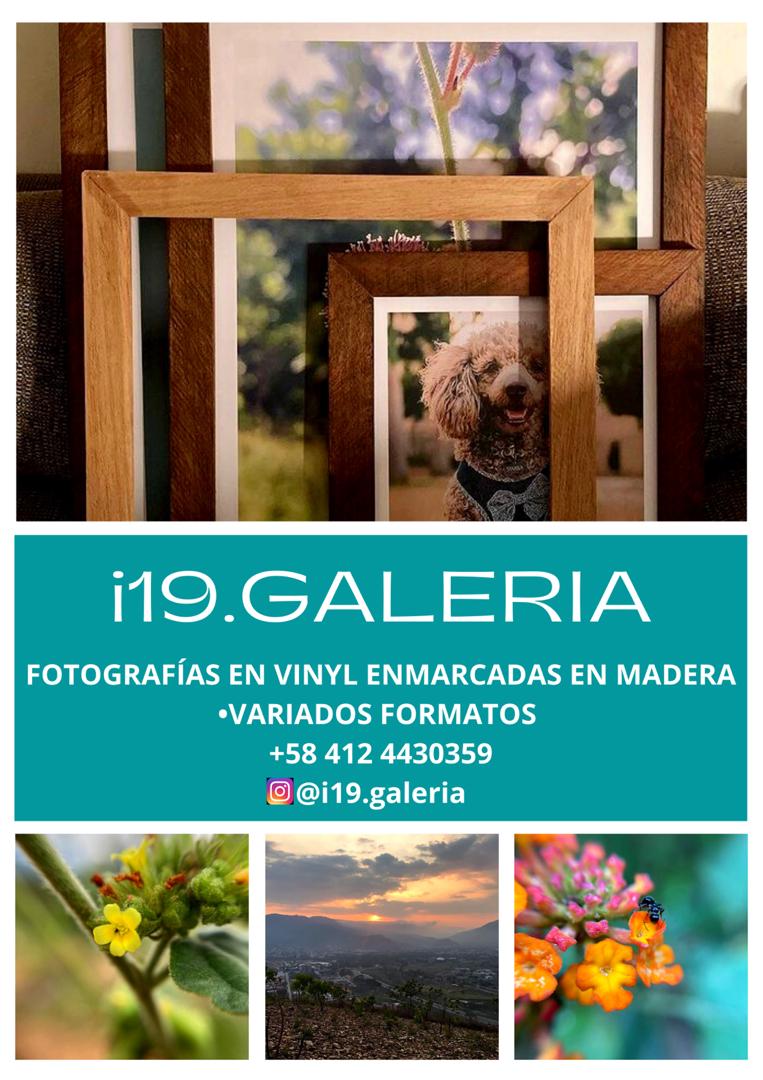 i19.GALERIA
FOTOGRAFÍAS EN VINYL ENMARCADAS EN MADERA
•VARIADOS FORMATOS
+58 412 4430359
@i19.galeria